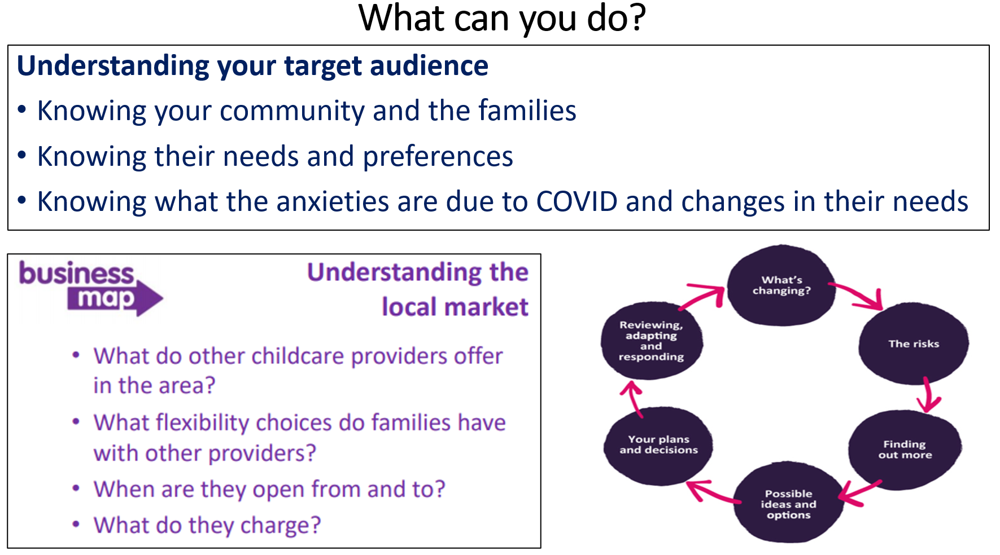 What can you do?
Understanding your target audience
• Knowing your community and the families
• Knowing their needs and preferences
• Knowing what the anxieties are due to COVID and changes in their needs
business
map
Understanding the
local market
• What do other childcare providers offer
in the area?
• What flexibility choices do families have
with other providers?
• When are they open from and to?
• What do they charge?
What's
changing?
The risks
Finding
out more
Possible
ideas and
options
Your plans
and decisions
Reviewing,
adapting
and
responding